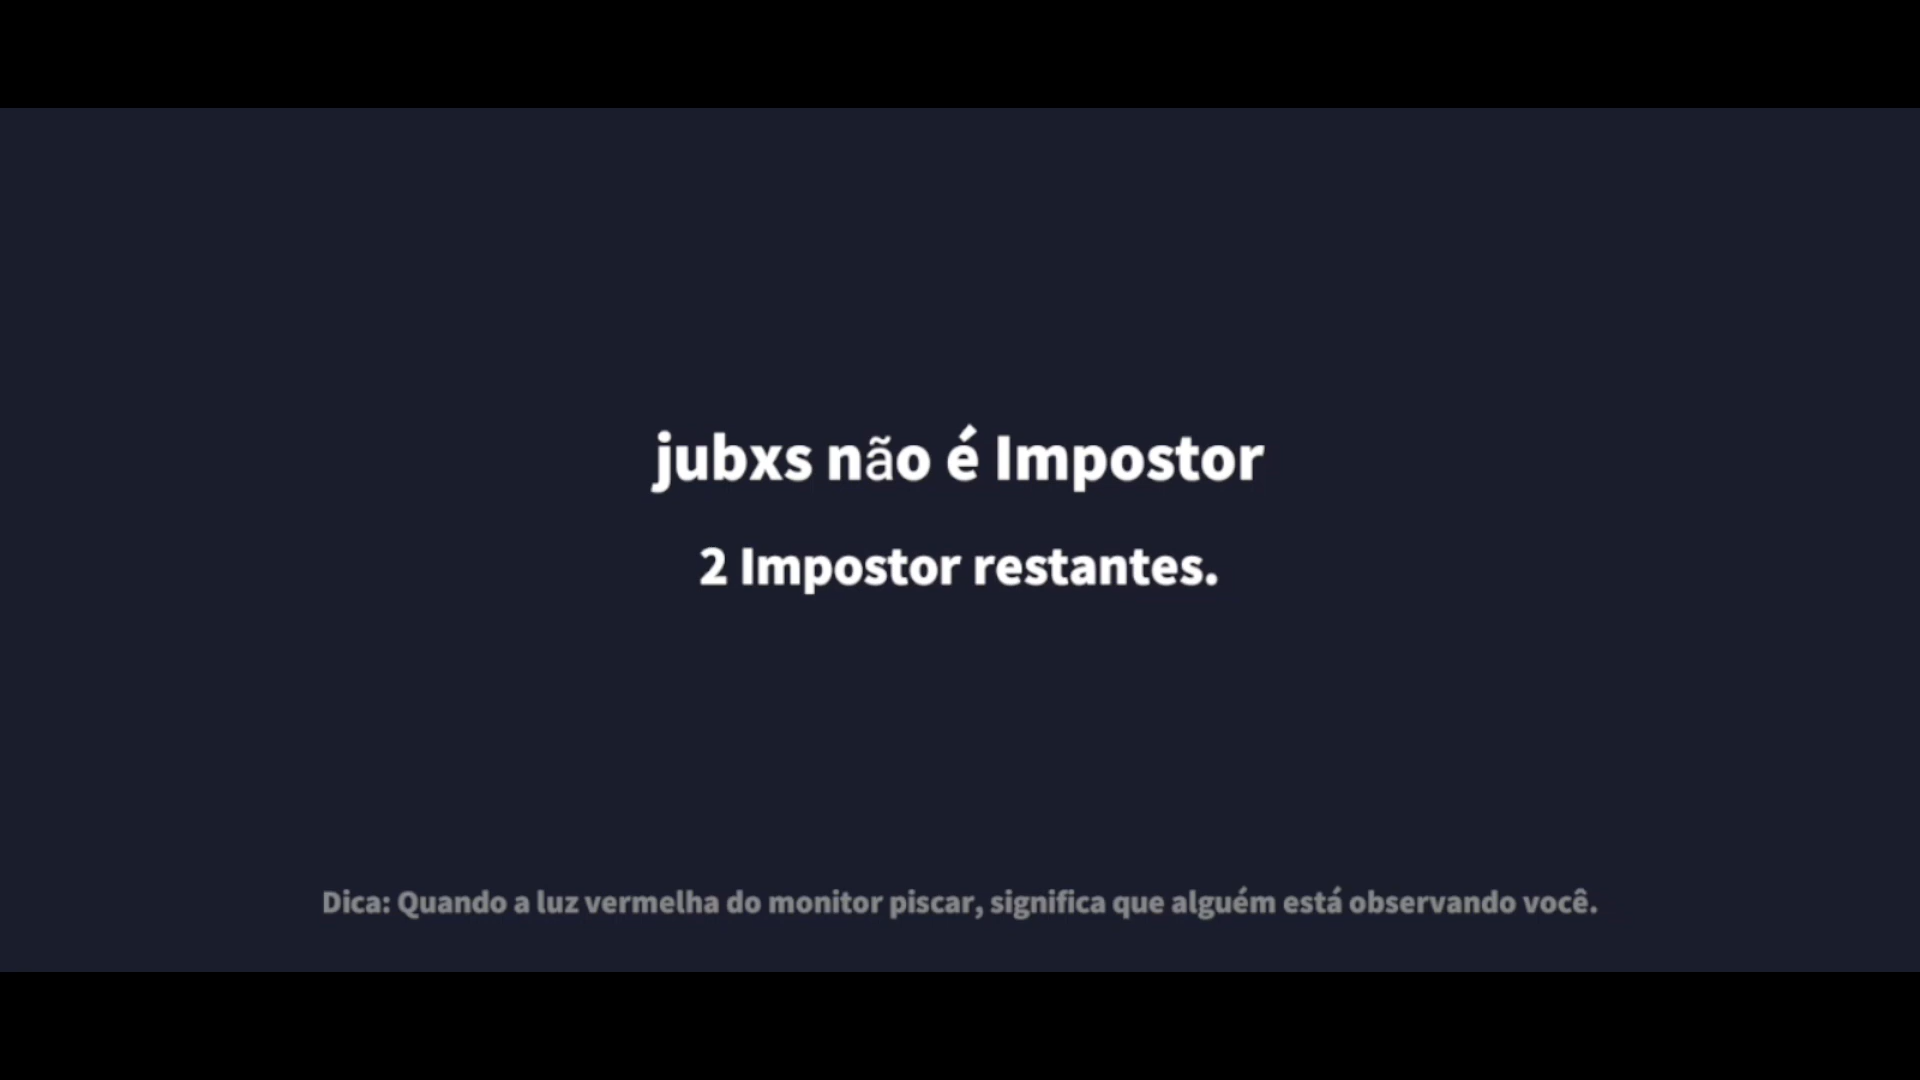 jubxs não é Impostor
2 Impostor restantes.
Dica: Quando a luz vermelha do monitor piscar, significa que alguém está observando você.